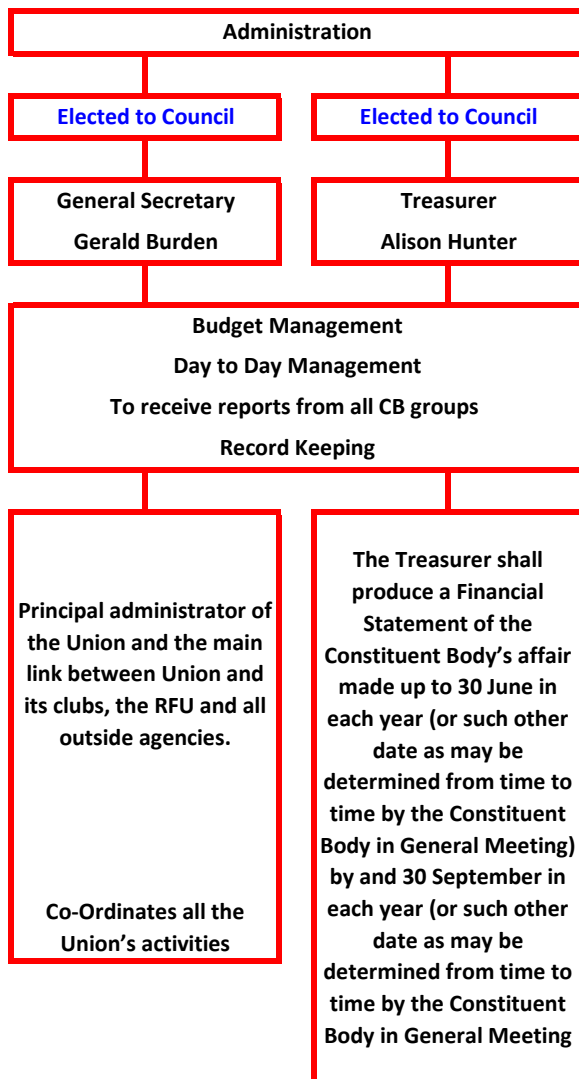 Administration
Elected to Council
Elected to Council
General Secretary
Gerald Burden
Treasurer
Alison Hunter
Budget Management
Day to Day Management
To receive reports from all CB groups
Record Keeping
Principal administrator of
the Union and the main
link between Union and
its clubs, the RFU and all
outside agencies.
Co-Ordinates all the
Union’s activities
The Treasurer shall
produce a Financial
Statement of the
Constituent Body’s affair
made up to 30 June in
each year (or such other
date as may be
determined from time to
time by the Constituent
Body in General Meeting)
by and 30 September in
each year (or such other
date as may be
determined from time to
time by the Constituent
Body in General Meeting